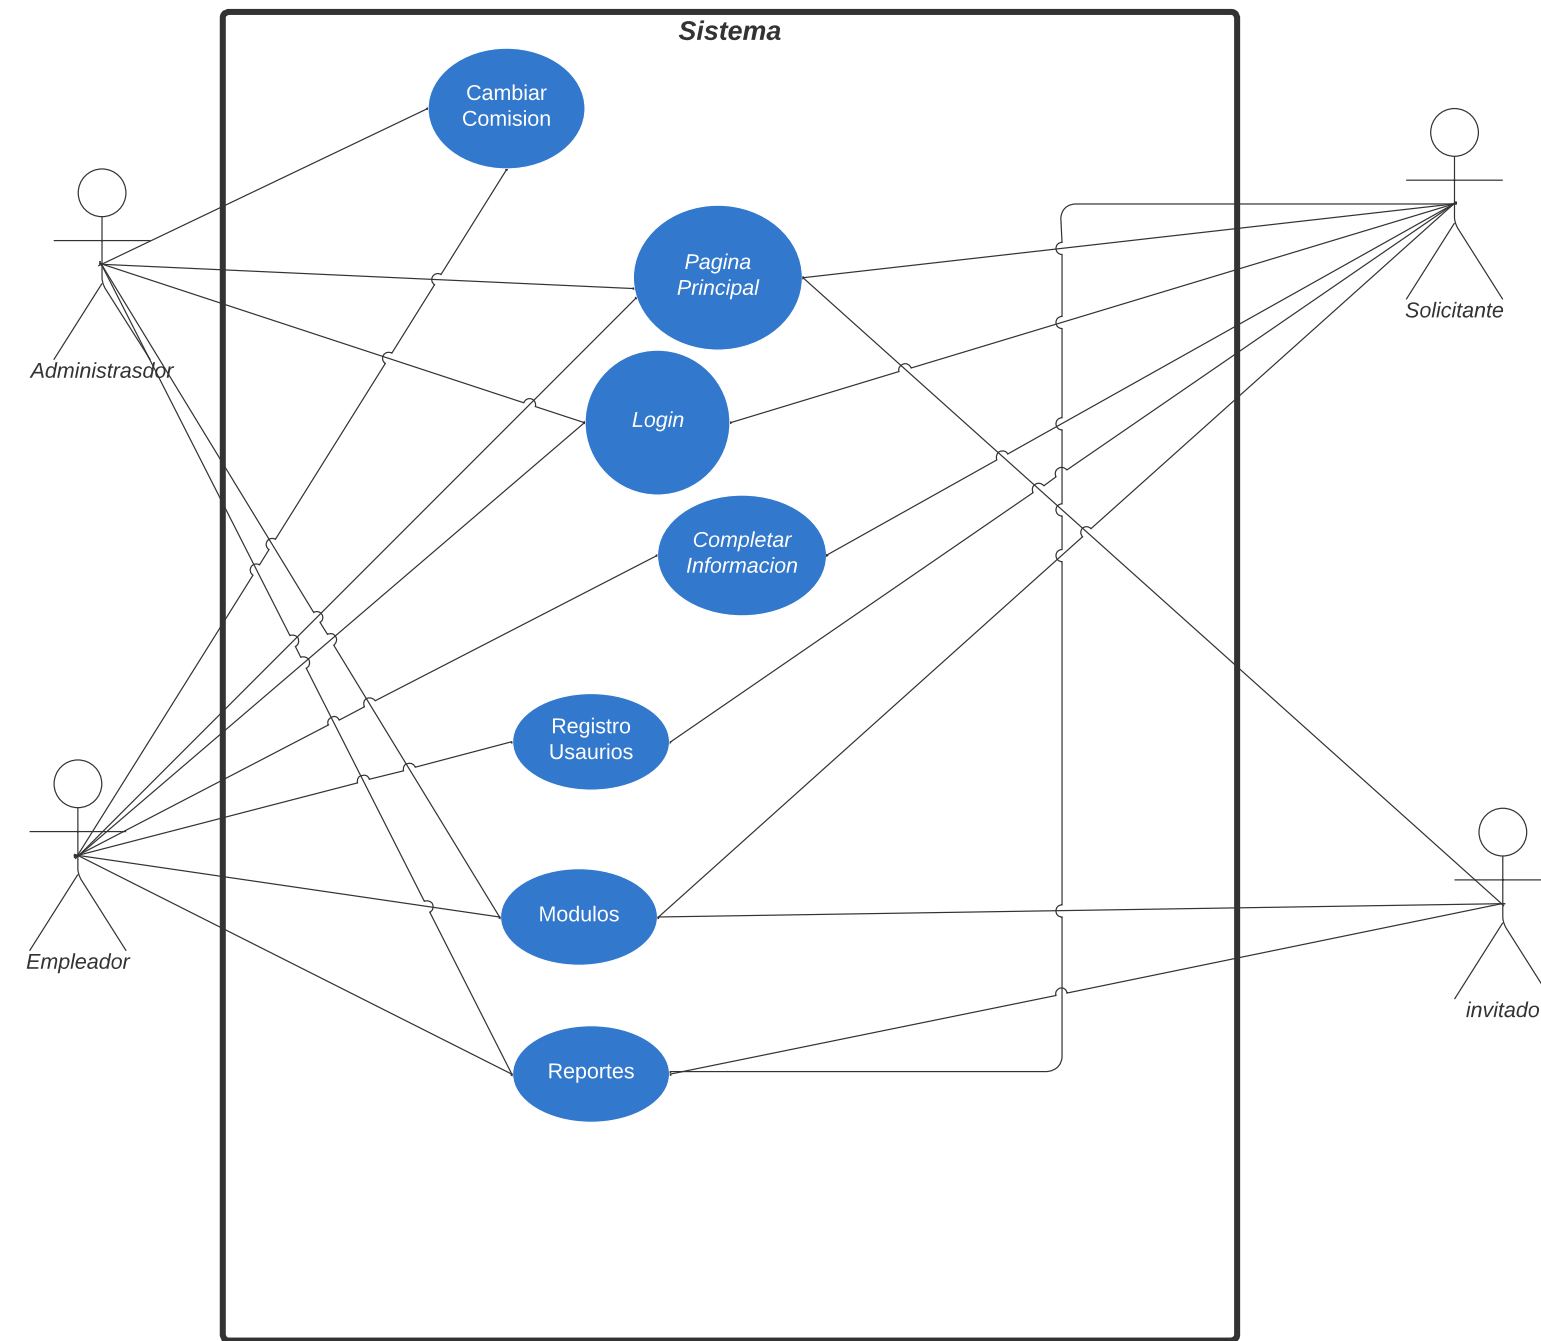 Sistema
Cambiar
Comision
Pagina
Principal
Solicitante
Administrasdor
Login
Completar
Informacion
Registro
Usaurios
Modulos
Empleador
invitado
Reportes